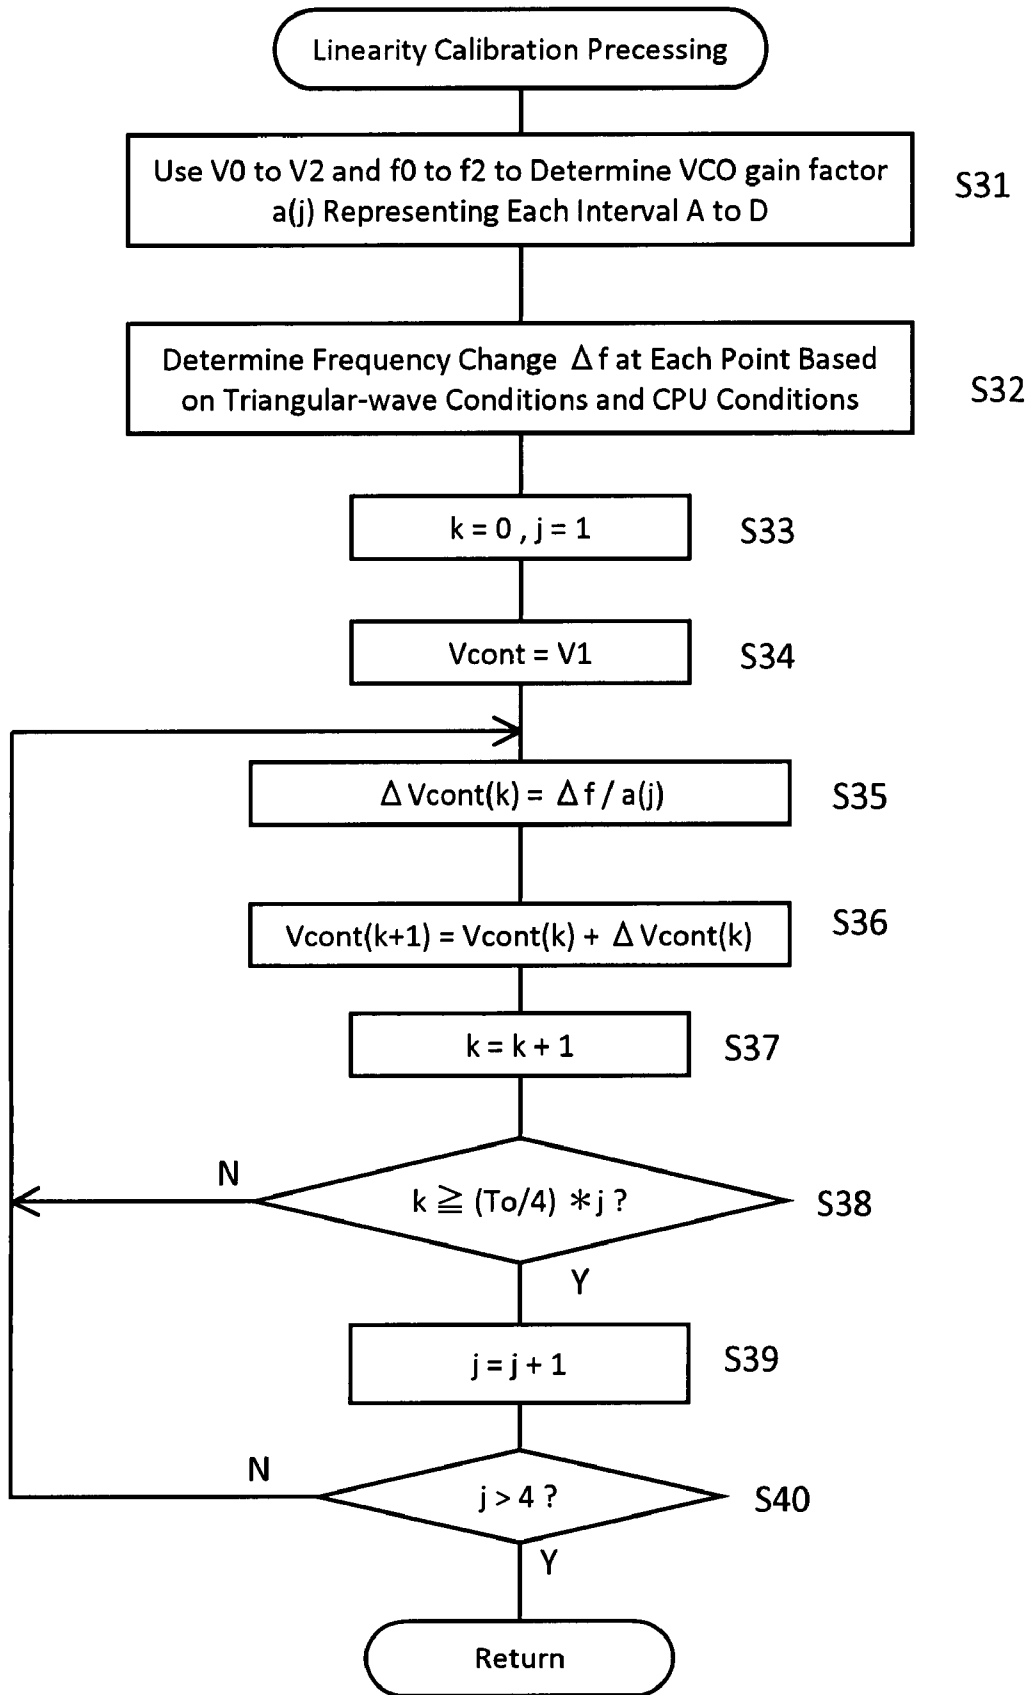 Linearity Calibration Precessing
Use V0 to V2 and f0 to f2 to Determine VCO gain factor
a(j) Representing Each Interval A to D
S31
Determine Frequency Change Δf at Each Point Based
on Triangular-wave Conditions and CPU Conditions
S32
k = 0 , j = 1
S33
Vcont = V1
S34
Δ Vcont(k) = Δ f / a(j)
S35
Vcont(k+1) = Vcont(k) + Δ Vcont(k)
S36
k = k + 1
S37
N
k ≧ (To/4) * j ?
S38
Y
j = j + 1
S39
N
j > 4 ?
S40
Y
Return